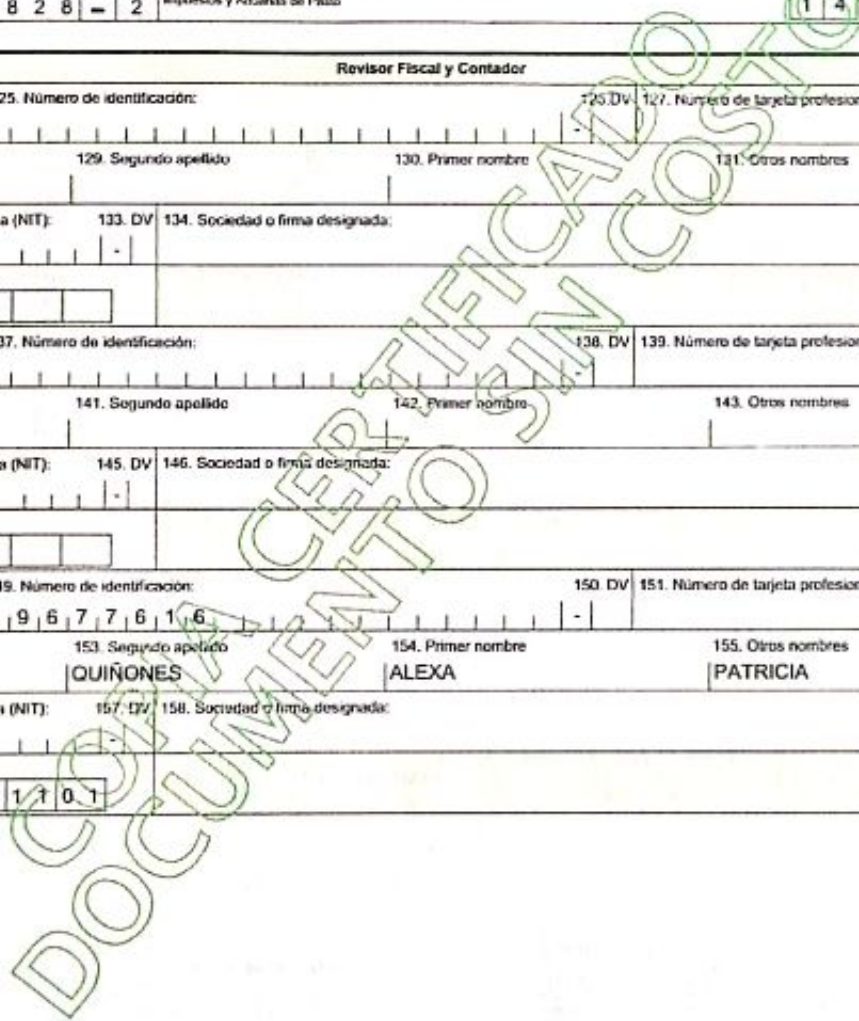 8 2 8 - 2 Impuestos y Aduanas de Pasto 1 4
Revisor Fiscal y Contador
25. Número de identificación: 125. DV 127. Número de tarjeta profesion
-
129. Segundo apellido 130. Primer nombre 131. Otros nombres
a (NIT): 133. DV 134. Sociedad o firma designada:
-
37. Número de identificación: 138. DV 139. Número de tarjeta profesion
-
141. Segundo apellido 142. Primer nombre 143. Otros nombres
a (NIT): 145. DV 146. Sociedad o firma designada:
-
49. Número de identificación: 150. DV 151. Número de tarjeta profesion
9 6 7 7 6 1 6 -
153. Segundo apellido 154. Primer nombre 155. Otros nombres
QUIÑONES ALEXA PATRICIA
a (NIT): 157. DV 158. Sociedad o firma designada:
-
1 1 0 1
COPIA CERTIFICADO
DOCUMENTO SIN COSTO